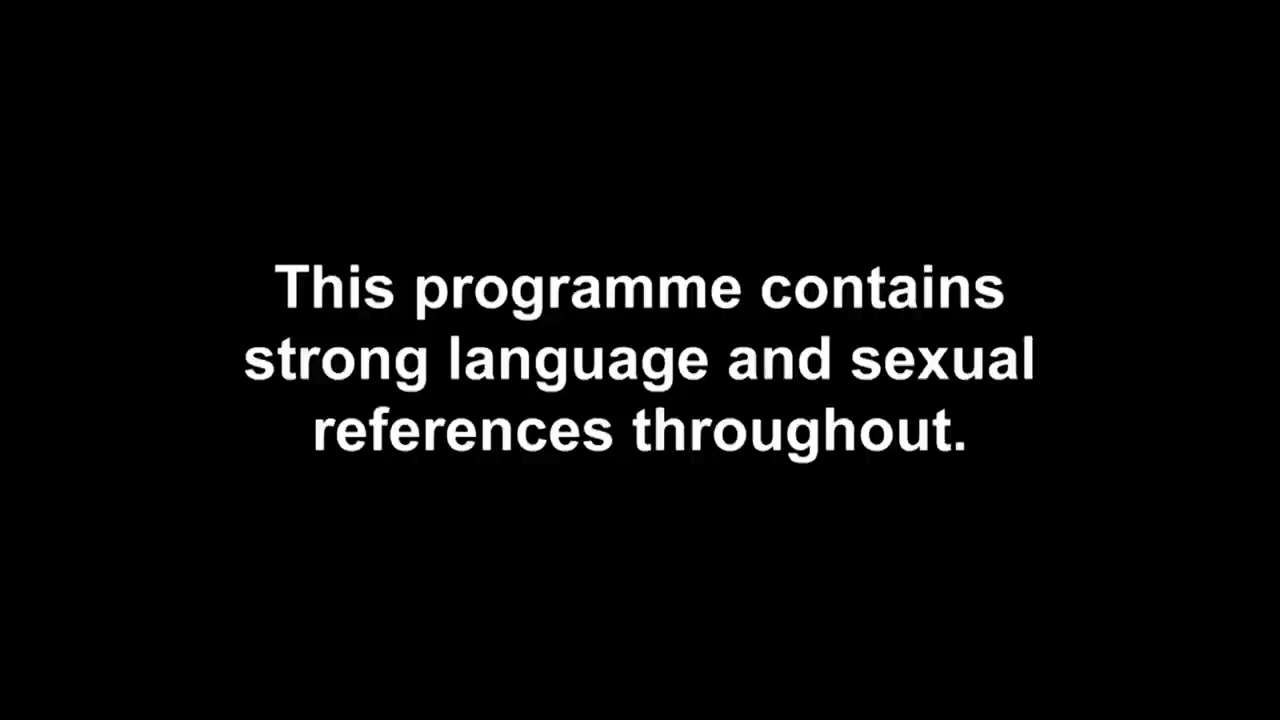 This programme contains
strong language and sexual
references throughout.